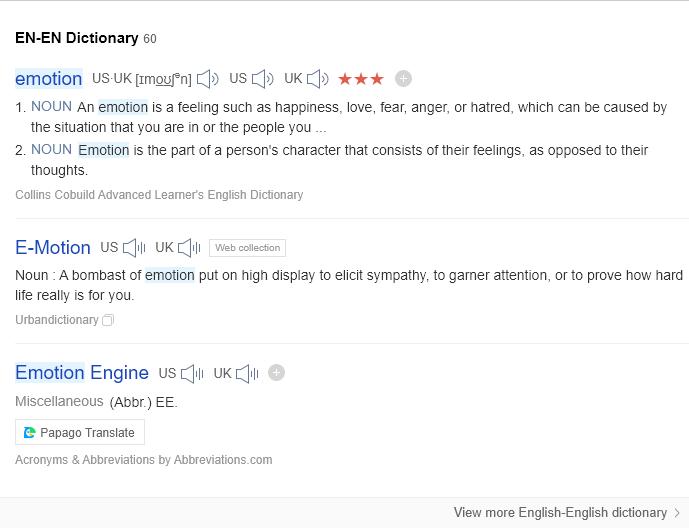 EN-EN Dictionary 60
emotion US·UK [ɪmoʊʃᵊn] US UK
1. NOUN An emotion is a feeling such as happiness, love, fear, anger, or hatred, which can be caused by
the situation that you are in or the people you ...
2. NOUN Emotion is the part of a person's character that consists of their feelings, as opposed to their
thoughts.
Collins Cobuild Advanced Learner's English Dictionary
E-Motion US UK Web collection
Noun : A bombast of emotion put on high display to elicit sympathy, to garner attention, or to prove how hard
life really is for you.
Urbandictionary
Emotion Engine US UK
Miscellaneous (Abbr.) EE.
Papago Translate
Acronyms & Abbreviations by Abbreviations.com
View more English-English dictionary